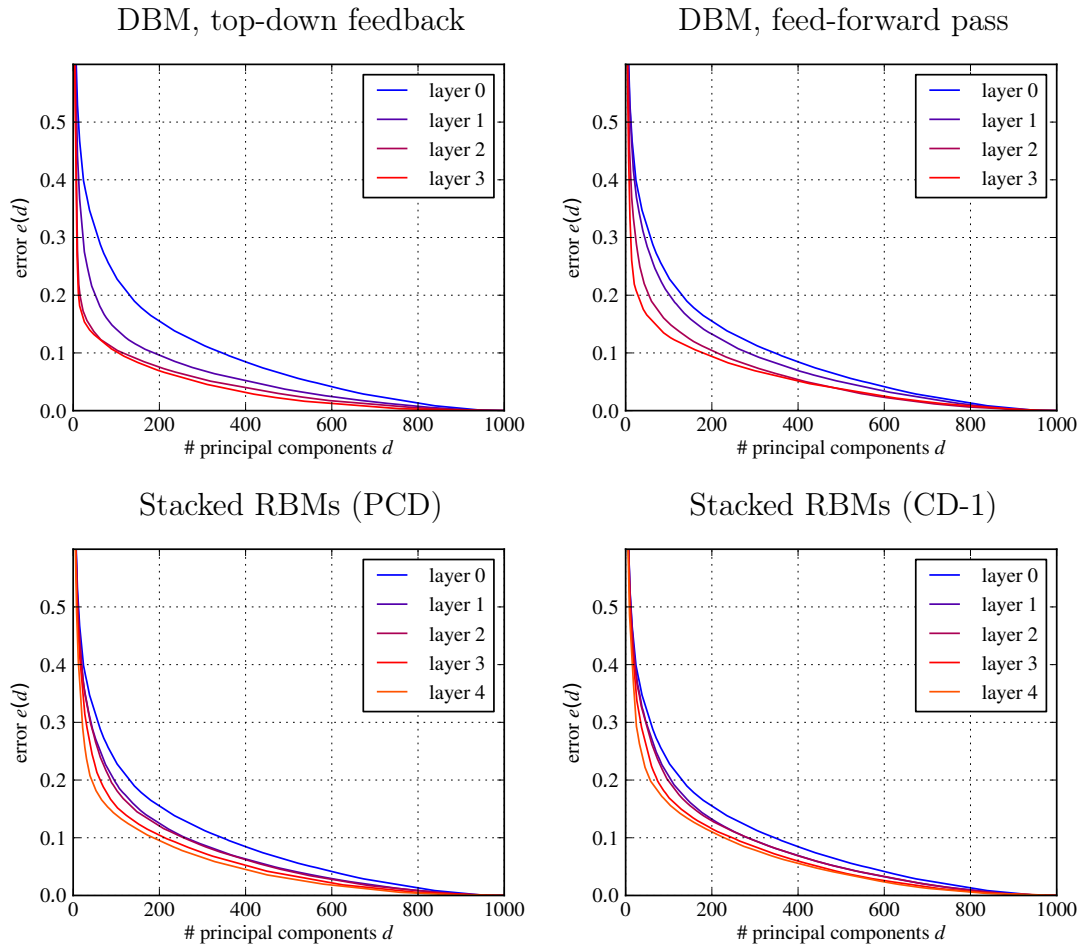 DBM, top-down feedback
error e(d)
0.5
0.4
0.3
0.2
0.1
0.0
0
200
400
600
800
1000
# principal components d
layer 0
layer 1
layer 2
layer 3
DBM, feed-forward pass
error e(d)
0.5
0.4
0.3
0.2
0.1
0.0
0
200
400
600
800
1000
# principal components d
layer 0
layer 1
layer 2
layer 3
Stacked RBMs (PCD)
error e(d)
0.5
0.4
0.3
0.2
0.1
0.0
0
200
400
600
800
1000
# principal components d
layer 0
layer 1
layer 2
layer 3
layer 4
Stacked RBMs (CD-1)
error e(d)
0.5
0.4
0.3
0.2
0.1
0.0
0
200
400
600
800
1000
# principal components d
layer 0
layer 1
layer 2
layer 3
layer 4